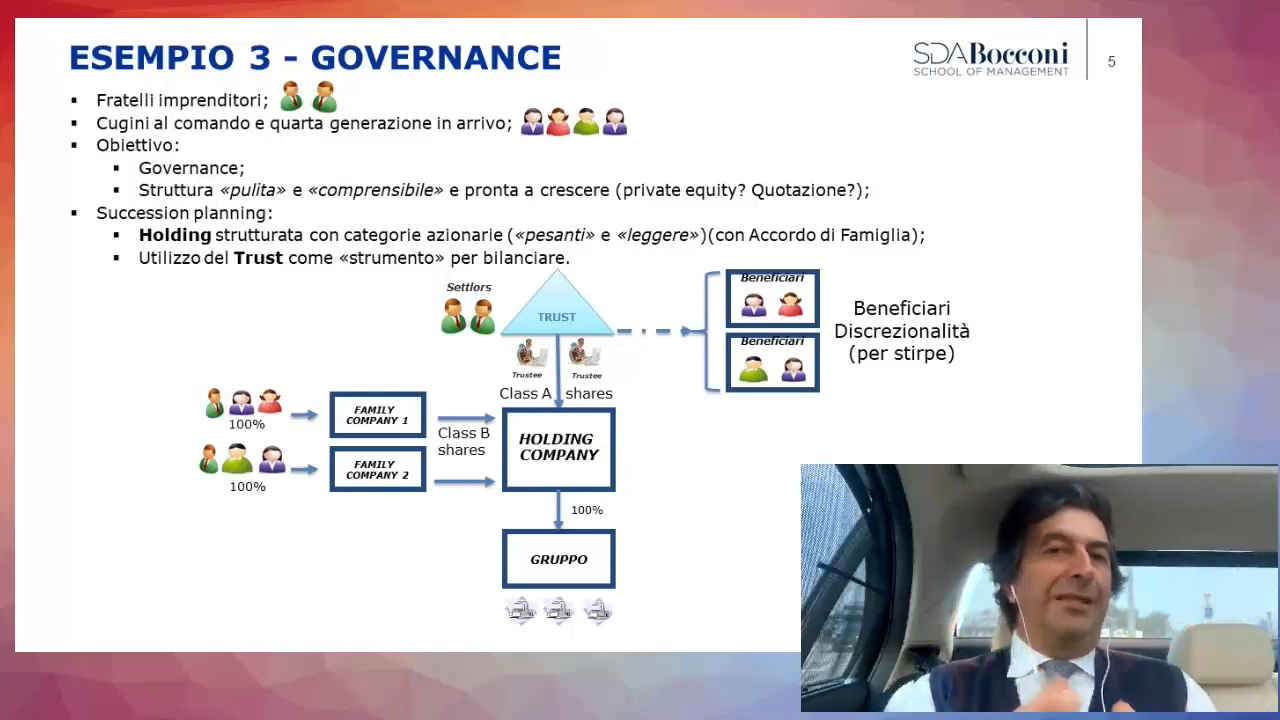 ESEMPIO 3 - GOVERNANCE
SDABocconi
SCHOOL OF MANAGEMENT
5
Fratelli imprenditori;
Cugini al comando e quarta generazione in arrivo;
Obiettivo:
Governance;
Struttura «pulita» e «comprensibile» e pronta a crescere (private equity? Quotazione?);
Succession planning:
Holding strutturata con categorie azionarie («pesanti» e «leggere»)(con Accordo di Famiglia);
Utilizzo del Trust come «strumento» per bilanciare.
Settlors
TRUST
Beneficiari
Beneficiari
Beneficiari
Discrezionalità
(per stirpe)
Trustee
Trustee
Class A shares
100%
FAMILY
COMPANY 1
Class B
shares
HOLDING
COMPANY
100%
FAMILY
COMPANY 2
100%
GRUPPO